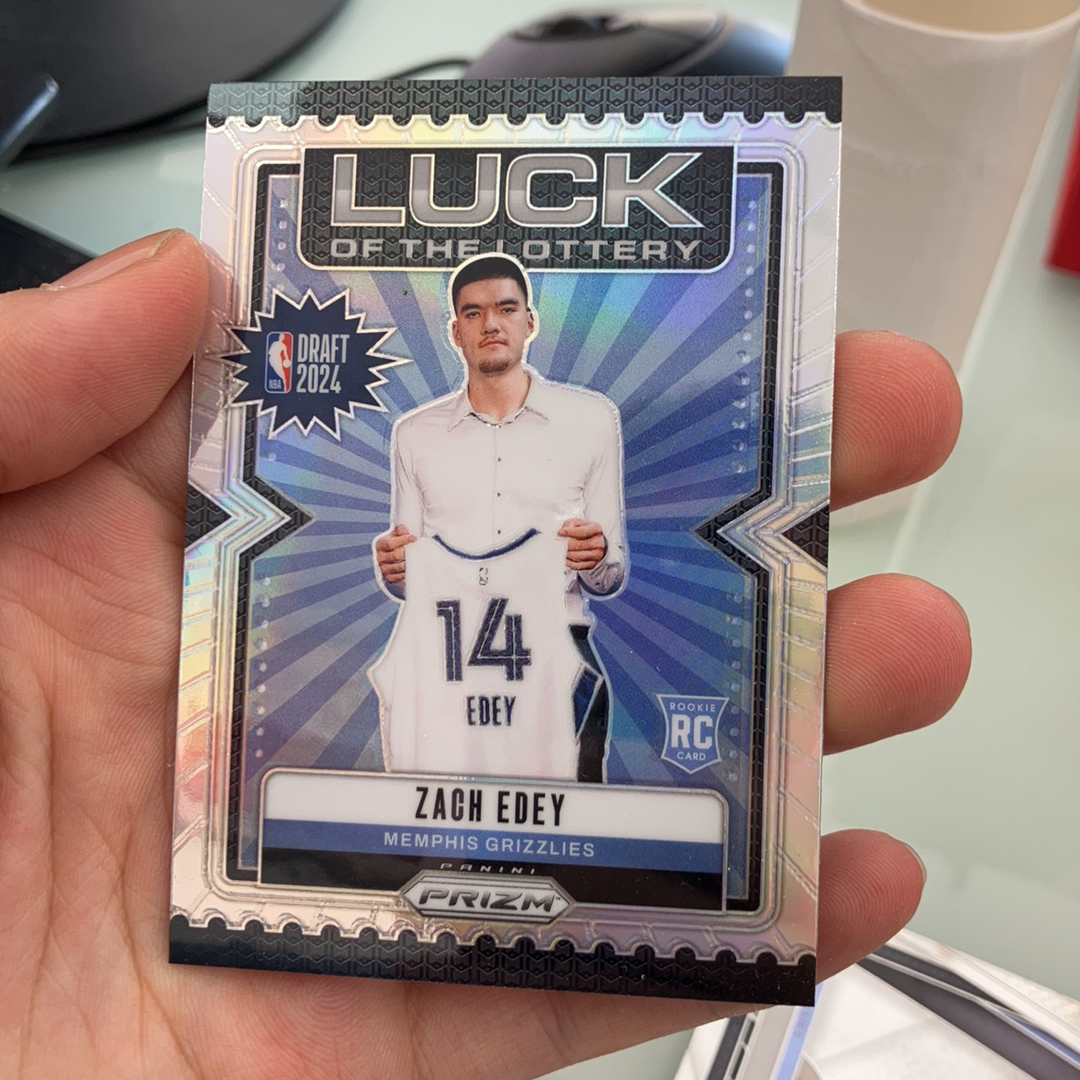 LUCK
OF THE LOTTERY
NBA
DRAFT
2024
14
EDEY
ROOKIE
RC
CARD
ZACH EDEY
MEMPHIS GRIZZLIES
PANINI
PRIZM